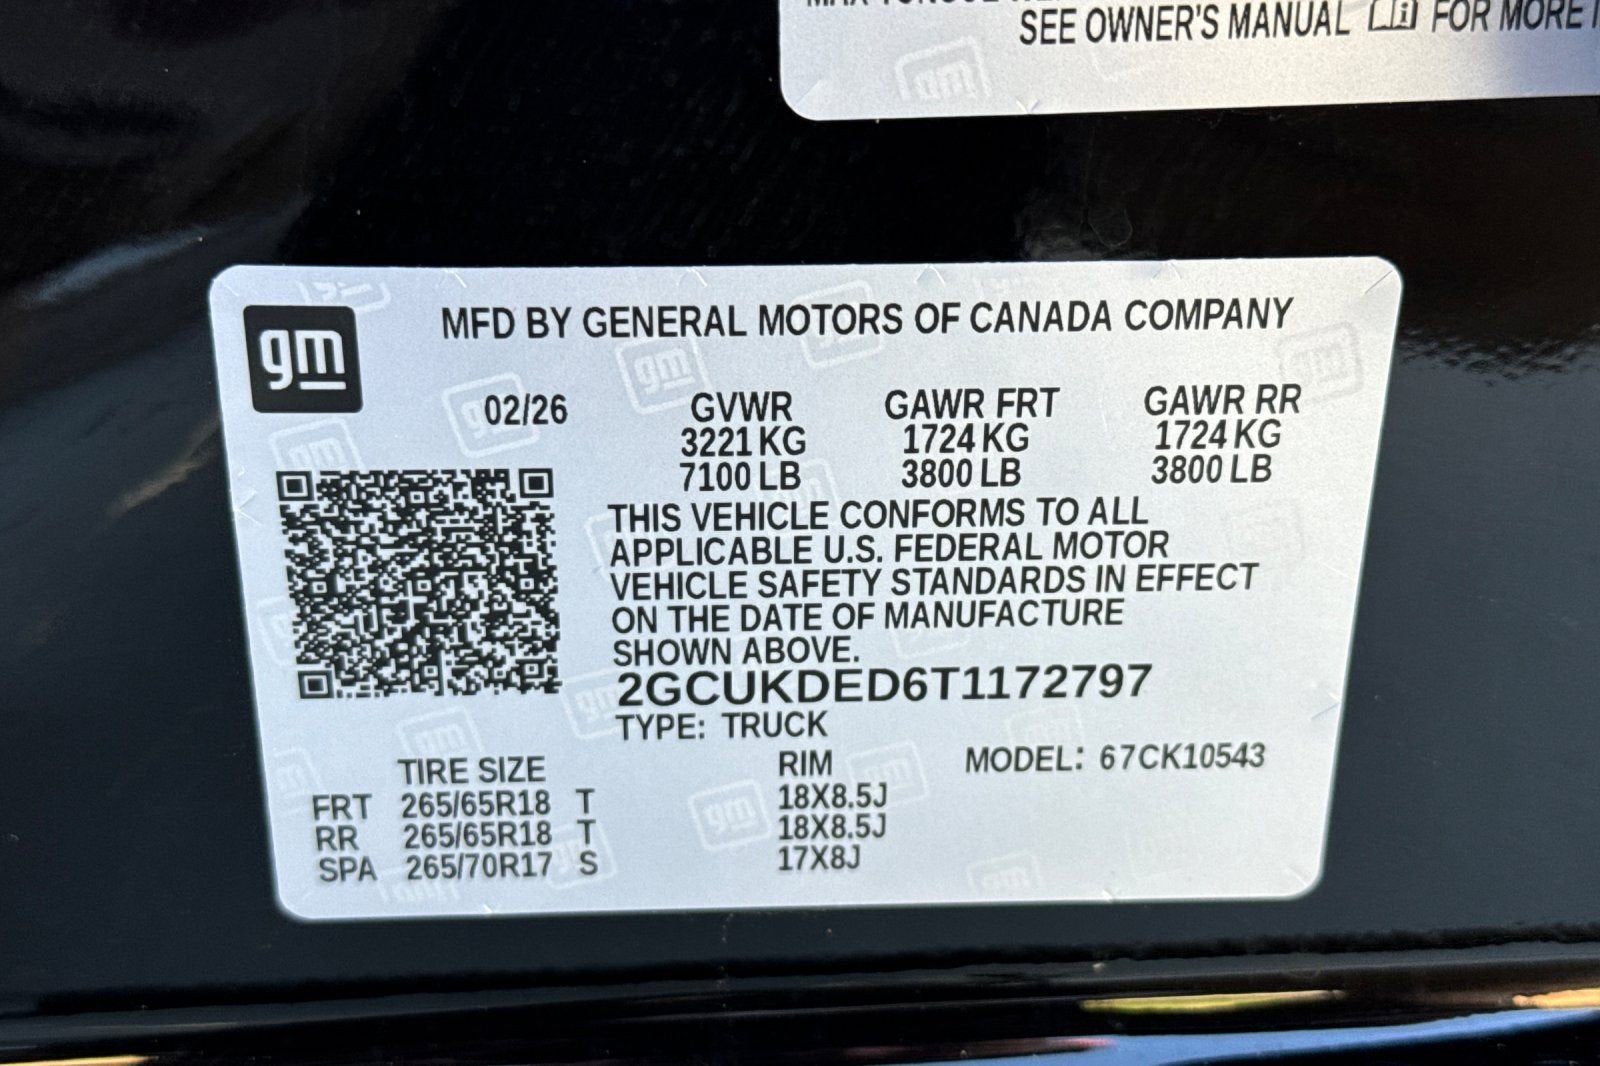 SEE OWNER'S MANUAL FOR MORE
gm
gm
MFD BY GENERAL MOTORS OF CANADA COMPANY
02/26 GVWR GAWR FRT GAWR RR
3221 KG 1724 KG 1724 KG
7100 LB 3800 LB 3800 LB
THIS VEHICLE CONFORMS TO ALL
APPLICABLE U.S. FEDERAL MOTOR
VEHICLE SAFETY STANDARDS IN EFFECT
ON THE DATE OF MANUFACTURE
SHOWN ABOVE.
2GCUKDED6T1172797
TYPE: TRUCK
TIRE SIZE RIM MODEL: 67CK10543
FRT 265/65R18 T 18X8.5J
RR 265/65R18 T 18X8.5J
SPA 265/70R17 S 17X8J